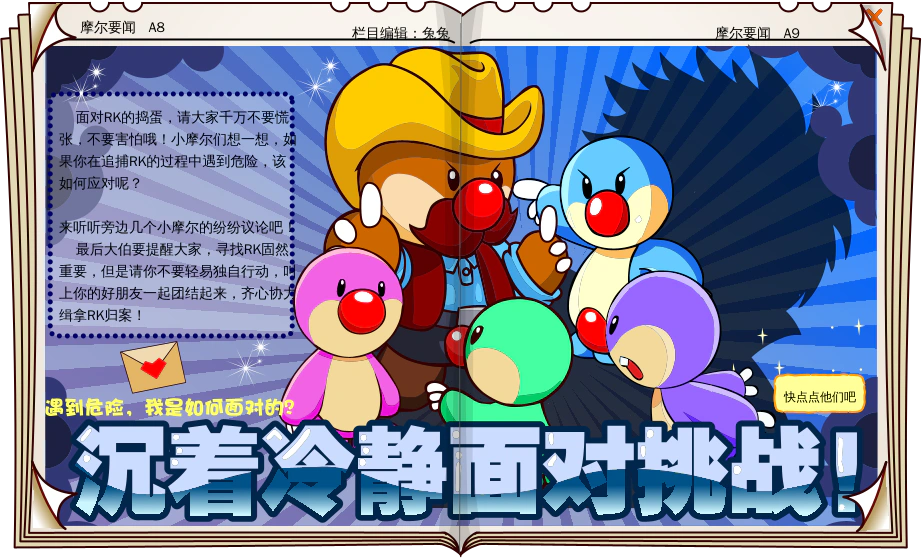 摩尔要闻 A8
栏目编辑：兔兔
摩尔要闻 A9
面对RK的捣蛋，请大家千万不要慌
张，不要害怕哦！小摩尔们想一想，如
果你在追捕RK的过程中遇到危险，该
如何应对呢？
来听听旁边几个小摩尔的纷纷议论吧！
最后大伯要提醒大家，寻找RK固然
重要，但是请你不要轻易独自行动，叫
上你的好朋友一起团结起来，齐心协力
缉拿RK归案！
快点点他们吧
遇到危险，我是如何面对的？
沉着冷静面对挑战！